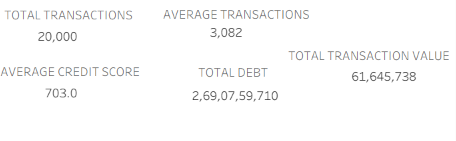 TOTAL TRANSACTIONS
20,000
AVERAGE TRANSACTIONS
3,082
TOTAL TRANSACTION VALUE
61,645,738
AVERAGE CREDIT SCORE
703.0
TOTAL DEBT
2,69,07,59,710